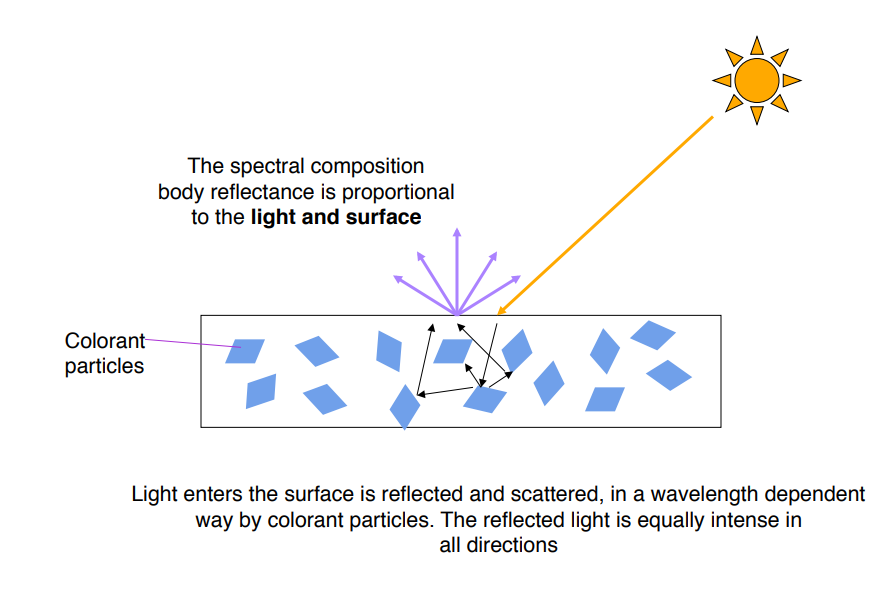 The spectral composition
body reflectance is proportional
to the light and surface
Colorant
particles
Light enters the surface is reflected and scattered, in a wavelength dependent
way by colorant particles. The reflected light is equally intense in
all directions